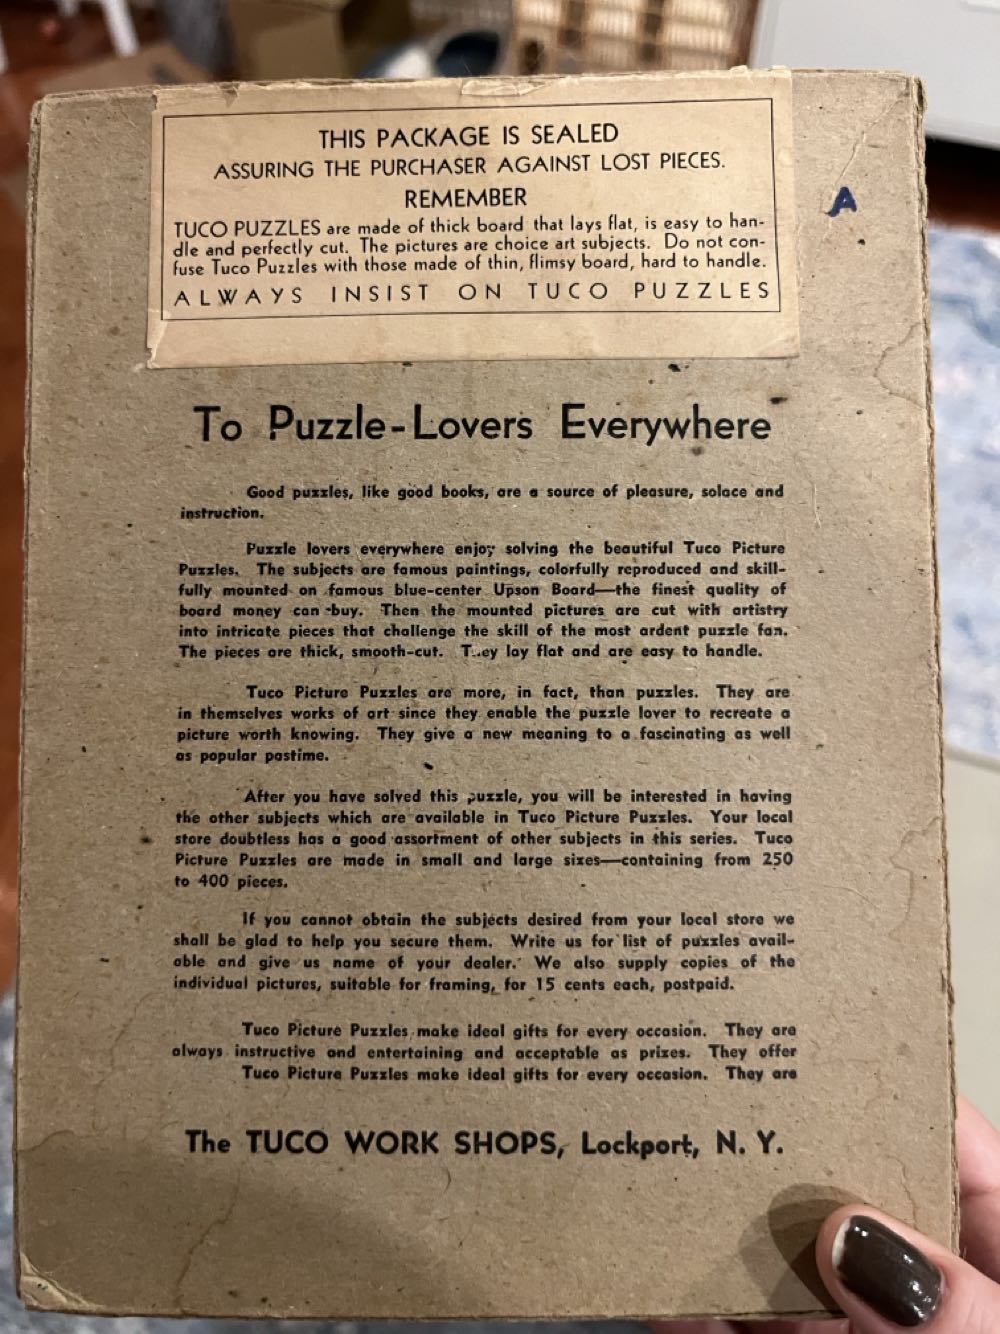 THIS PACKAGE IS SEALED
ASSURING THE PURCHASER AGAINST LOST PIECES.
REMEMBER
TUCO PUZZLES are made of thick board that lays flat, is easy to han-
dle and perfectly cut. The pictures are choice art subjects. Do not con-
fuse Tuco Puzzles with those made of thin, flimsy board, hard to handle.
ALWAYS INSIST ON TUCO PUZZLES
A
To Puzzle-Lovers Everywhere
Good puzzles, like good books, are a source of pleasure, solace and
instruction.
Puzzle lovers everywhere enjoy solving the beautiful Tuco Picture
Puzzles. The subjects are famous paintings, colorfully reproduced and skill-
fully mounted on famous blue-center Upson Board—the finest quality of
board money can buy. Then the mounted pictures are cut with artistry
into intricate pieces that challenge the skill of the most ardent puzzle fan.
The pieces are thick, smooth-cut. They lay flat and are easy to handle.
Tuco Picture Puzzles are more, in fact, than puzzles. They are
in themselves works of art since they enable the puzzle lover to recreate a
picture worth knowing. They give a new meaning to a fascinating as well
as popular pastime.
After you have solved this puzzle, you will be interested in having
the other subjects which are available in Tuco Picture Puzzles. Your local
store doubtless has a good assortment of other subjects in this series. Tuco
Picture Puzzles are made in small and large sizes—containing from 250
to 400 pieces.
If you cannot obtain the subjects desired from your local store we
shall be glad to help you secure them. Write us for list of puzzles avail-
able and give us name of your dealer. We also supply copies of the
individual pictures, suitable for framing, for 15 cents each, postpaid.
Tuco Picture Puzzles make ideal gifts for every occasion. They are
always instructive and entertaining and acceptable as prizes. They offer
Tuco Picture Puzzles make ideal gifts for every occasion. They are
The TUCO WORK SHOPS, Lockport, N. Y.